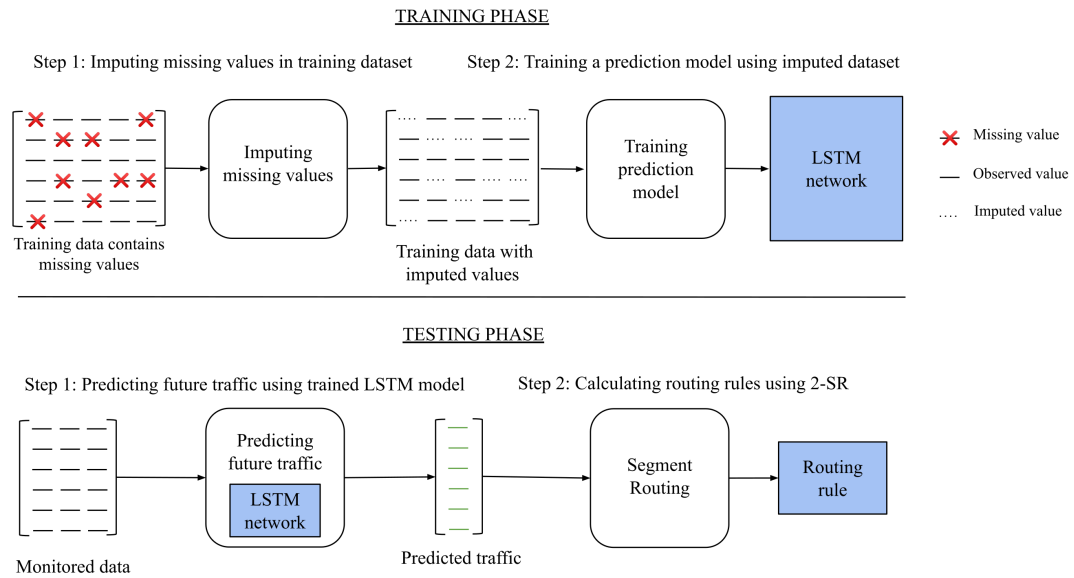 TRAINING PHASE
Step 1: Imputing missing values in training dataset
Step 2: Training a prediction model using imputed dataset
Imputing
missing values
Training
prediction
model
LSTM
network
Missing value
Observed value
Imputed value
Training data contains
missing values
Training data with
imputed values
TESTING PHASE
Step 1: Predicting future traffic using trained LSTM model
Step 2: Calculating routing rules using 2-SR
Predicting
future traffic
LSTM
network
Segment
Routing
Routing
rule
Monitored data
Predicted traffic